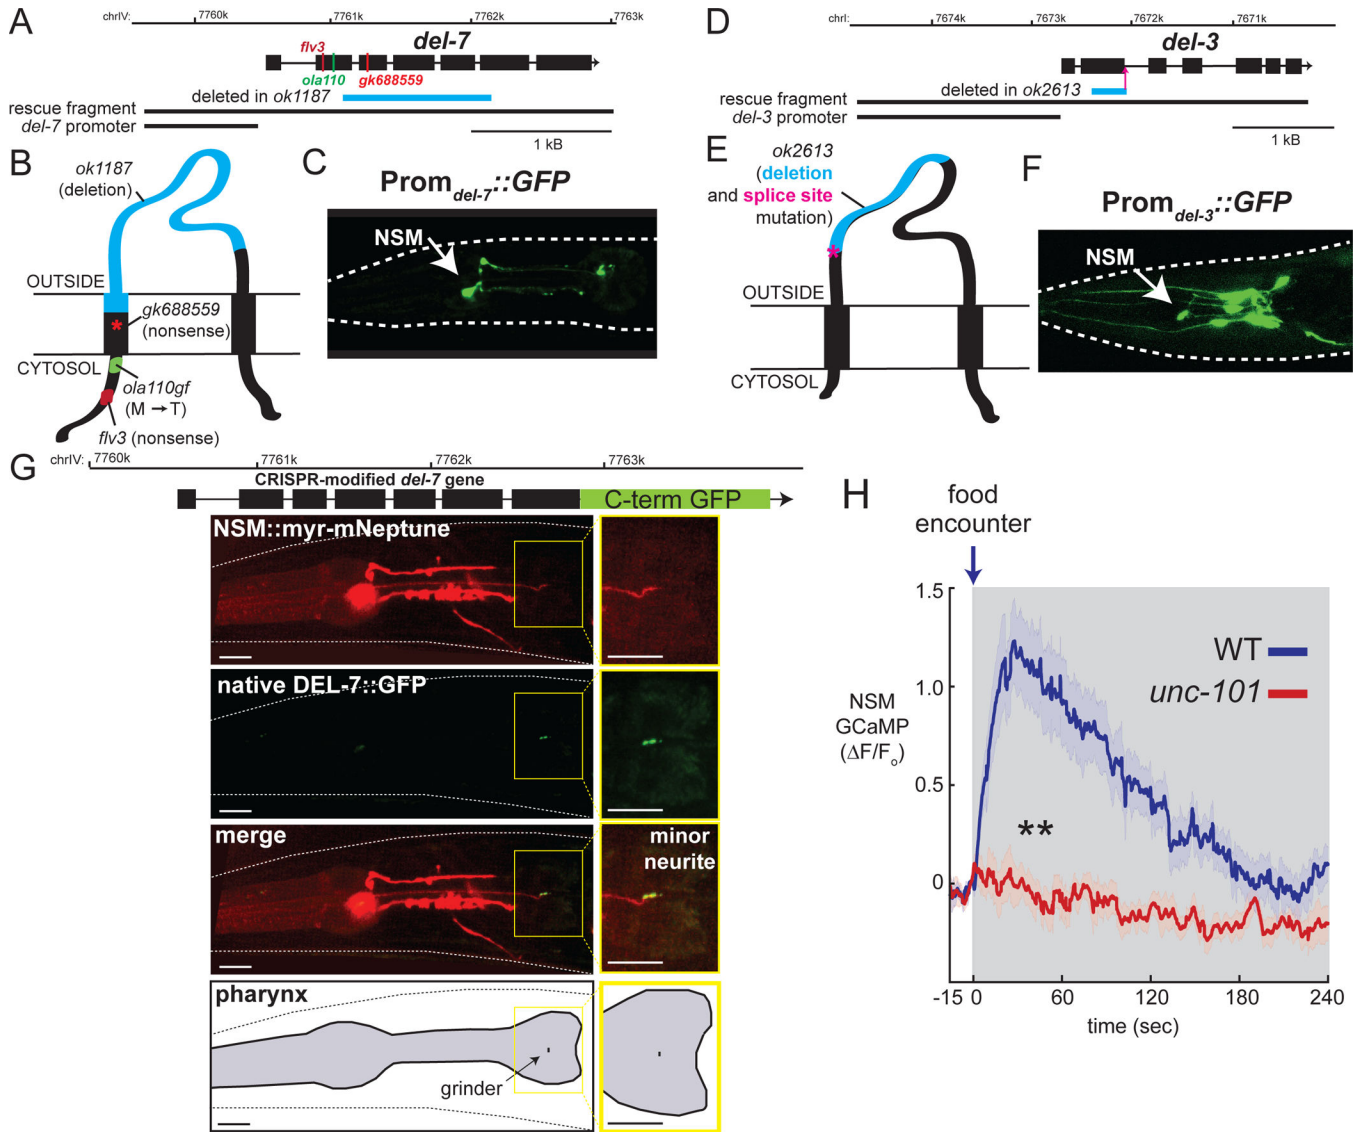 A
chrIV: 7760k 7761k 7762k 7763k
del-7
flv3
ola110 gk688559
deleted in ok1187
rescue fragment
del-7 promoter
1 kB
D
chrI: 7674k 7673k 7672k 7671k
del-3
deleted in ok2613
rescue fragment
del-3 promoter
1 kB
B
ok1187
(deletion)
OUTSIDE
gk688559
(nonsense)
CYTOSOL
ola110gf
(M → T)
flv3 (nonsense)
C
Prom del-7::GFP
NSM
E
ok2613
(deletion
and splice site
mutation)
OUTSIDE
CYTOSOL
F
Prom del-3::GFP
NSM
G
chrIV: 7760k 7761k 7762k 7763k
CRISPR-modified del-7 gene
C-term GFP
NSM::myr-mNeptune
native DEL-7::GFP
merge
minor
neurite
pharynx
grinder
H
food
encounter
1.5
1.0
0.5
0
NSM
GCaMP
(ΔF/Fo)
WT
unc-101
**
-15 0 60 120 180 240
time (sec)